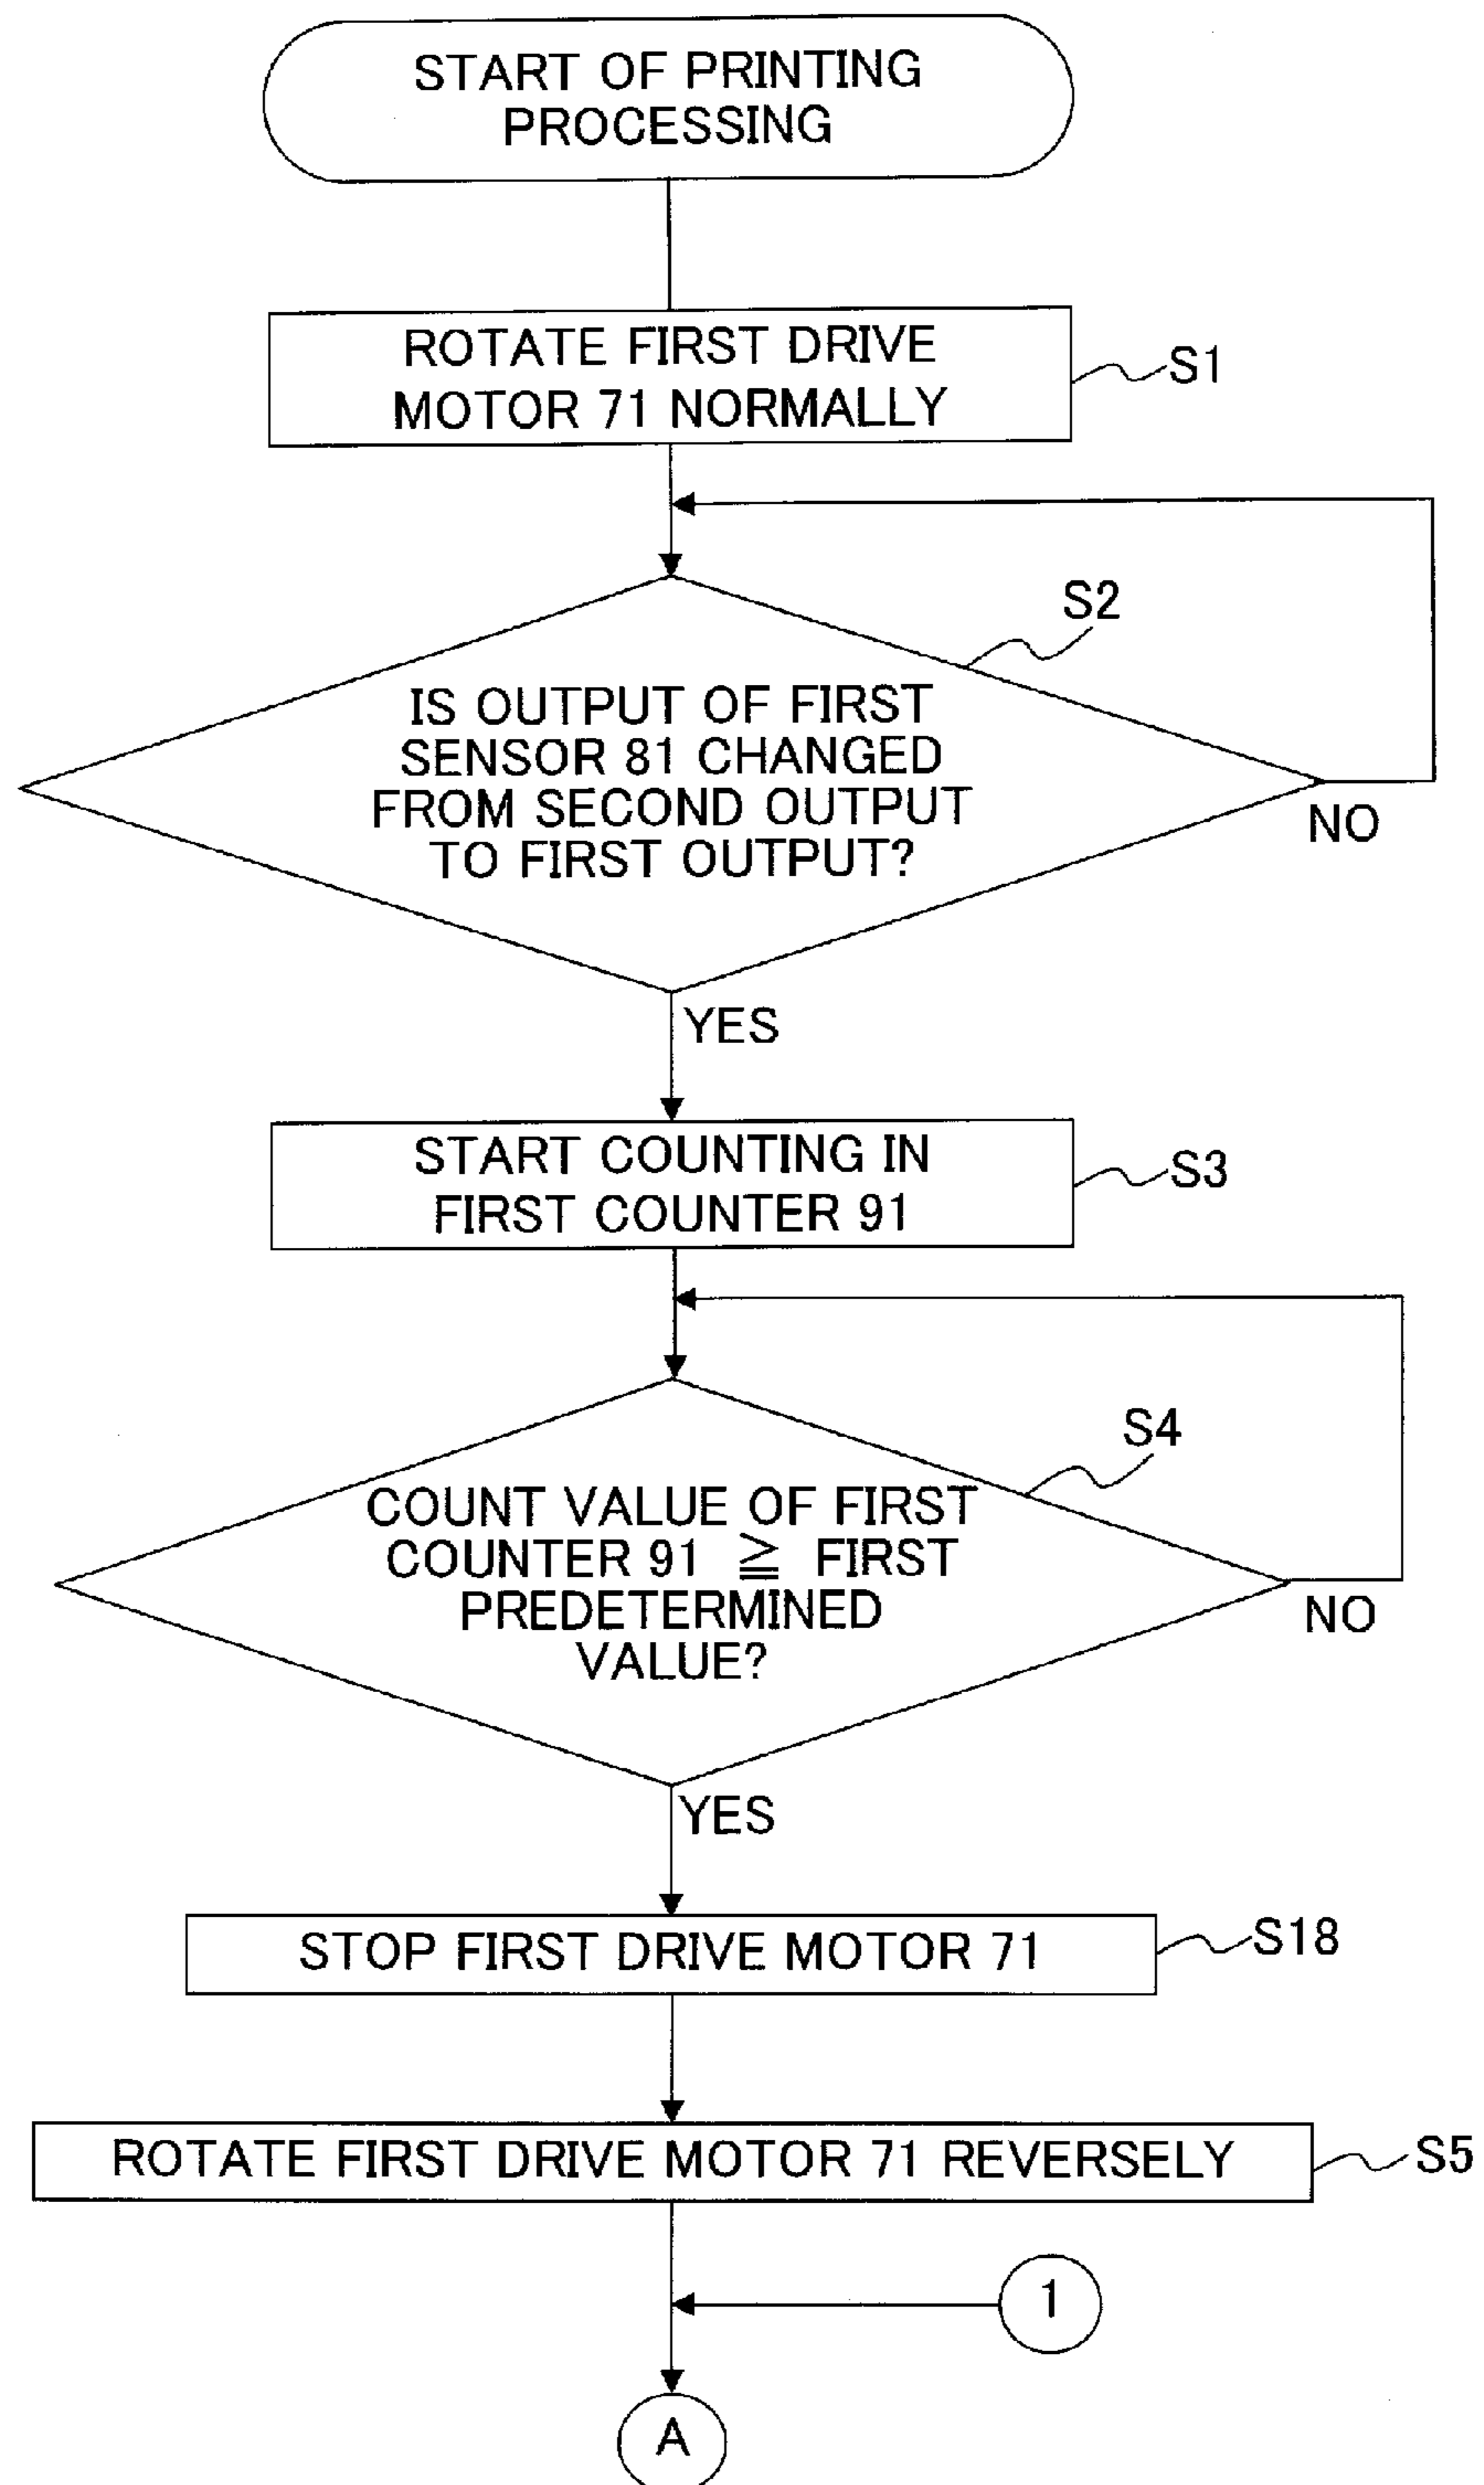 START OF PRINTING
PROCESSING
ROTATE FIRST DRIVE
MOTOR 71 NORMALLY
S1
S2
IS OUTPUT OF FIRST
SENSOR 81 CHANGED
FROM SECOND OUTPUT
TO FIRST OUTPUT?
NO
YES
START COUNTING IN
FIRST COUNTER 91
S3
S4
COUNT VALUE OF FIRST
COUNTER 91 ≧ FIRST
PREDETERMINED
VALUE?
NO
YES
STOP FIRST DRIVE MOTOR 71
S18
ROTATE FIRST DRIVE MOTOR 71 REVERSELY
S5
1
A